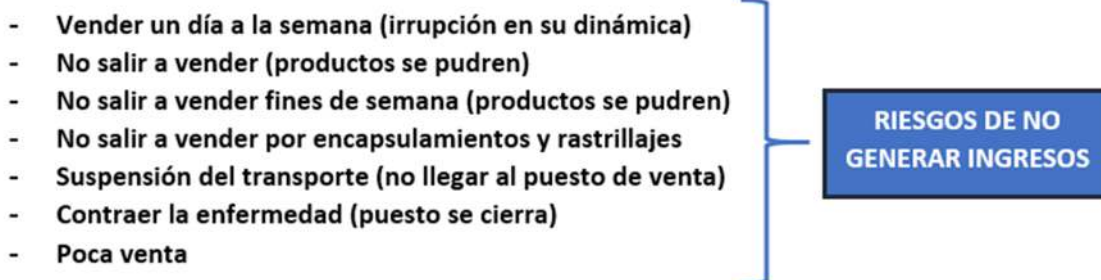 - Vender un día a la semana (irrupción en su dinámica)
- No salir a vender (productos se pudren)
- No salir a vender fines de semana (productos se pudren)
- No salir a vender por encapsulamientos y rastrillajes
- Suspensión del transporte (no llegar al puesto de venta)
- Contraer la enfermedad (puesto se cierra)
- Poca venta
RIESGOS DE NO
GENERAR INGRESOS